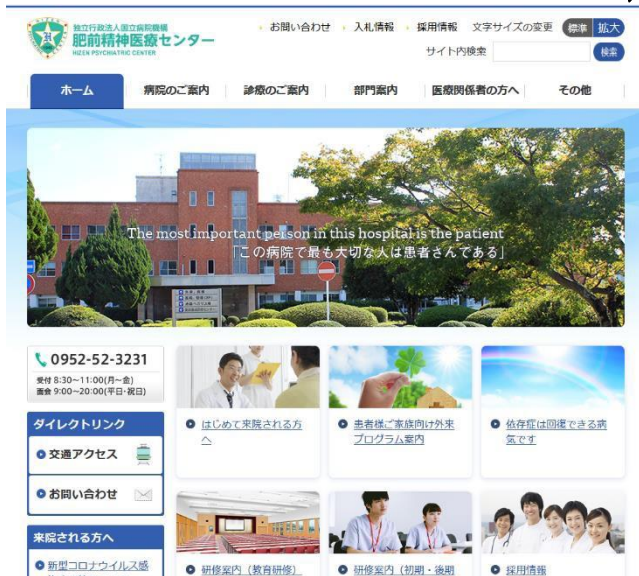 独立行政法人国立病院機構
肥前精神医療センター
HIZEN PSYCHIATRIC CENTER
お問い合わせ 入札情報 採用情報 文字サイズの変更 標準 拡大
サイト内検索 検索
ホーム 病院のご案内 診療のご案内 部門案内 医療関係者の方へ その他
The most important person in this hospital is the patient
「この病院で最も大切な人は患者さんである」
0952-52-3231
受付 8:30～11:00(月～金)
面会 9:00～20:00(平日・祝日)
ダイレクトリンク
交通アクセス
お問い合わせ
来院される方へ
新型コロナウイルス感
はじめて来院される方
へ
患者様ご家族向け外来
プログラム案内
依存症は回復できる病
気です
研修案内（教育研修）
研修案内（初期・後期
採用情報